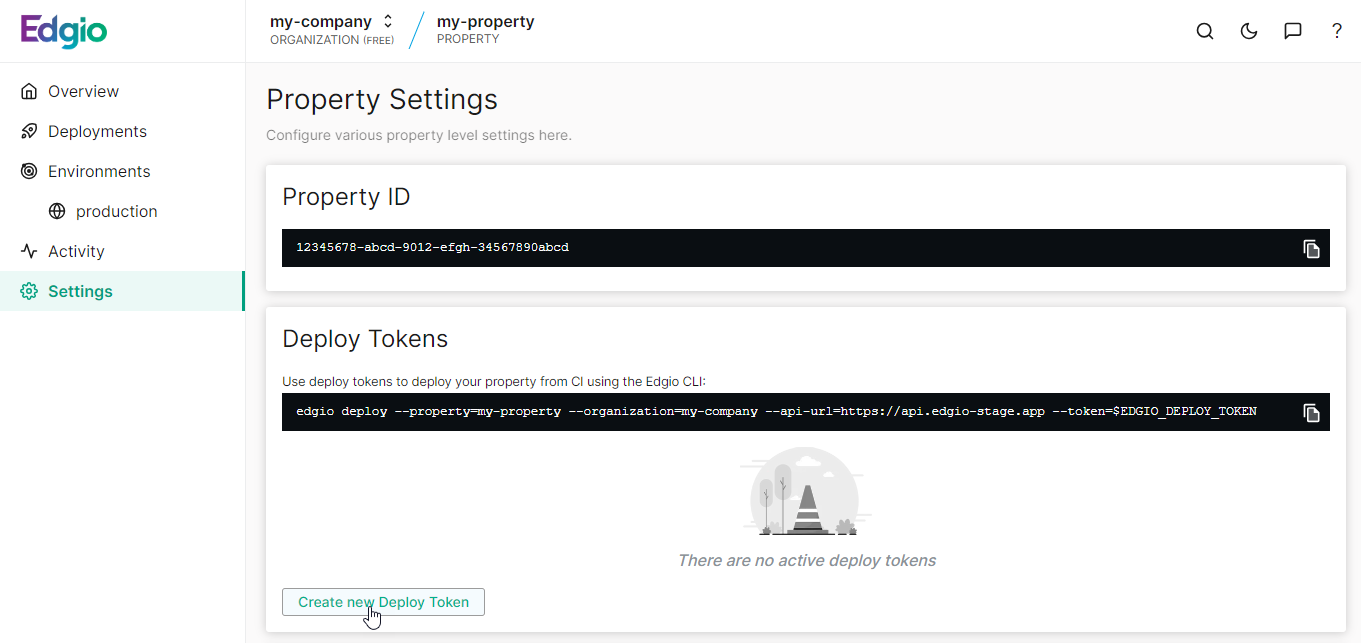 Edgio
my-company
ORGANIZATION (FREE)
my-property
PROPERTY
?
Overview
Deployments
Environments
production
Activity
Settings
Property Settings
Configure various property level settings here.
Property ID
12345678-abcd-9012-efgh-34567890abcd
Deploy Tokens
Use deploy tokens to deploy your property from CI using the Edgio CLI:
edgio deploy --property=my-property --organization=my-company --api-url=https://api.edgio-stage.app --token=$EDGIO_DEPLOY_TOKEN
There are no active deploy tokens
Create new Deploy Token